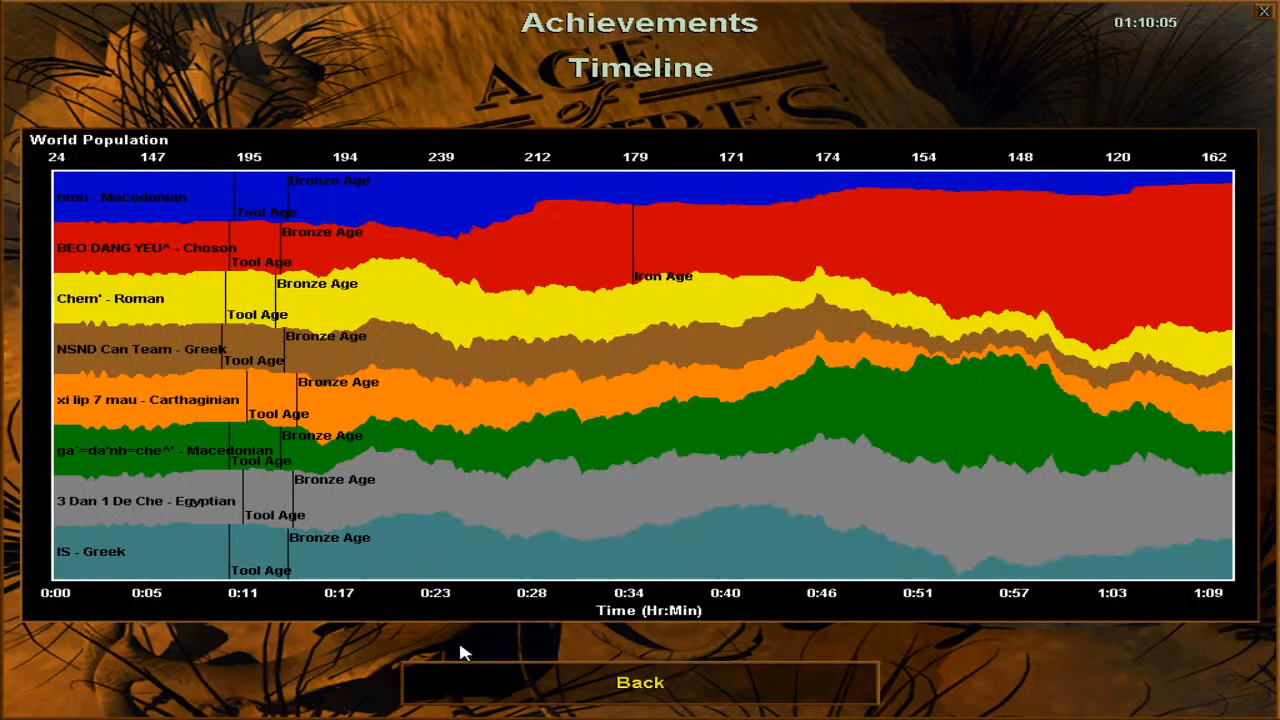 Achievements
01:10:05
Timeline
AGE
of
World Population
24 147 195 194 239 212 179 171 174 154 148 120 162
Bronze Age
hmn - Macedonian
Tool Age
Bronze Age
BEO DANG YEU^ - Choson
Tool Age
Iron Age
Bronze Age
Chem' - Roman
Tool Age
Bronze Age
NSND Can Team - Greek
Tool Age
Bronze Age
xi lip 7 mau - Carthaginian
Tool Age
Bronze Age
ga`=da'nh=che^' - Macedonian
Tool Age
Bronze Age
3 Dan 1 De Che - Egyptian
Tool Age
Bronze Age
IS - Greek
Tool Age
0:00 0:05 0:11 0:17 0:23 0:28 0:34 0:40 0:46 0:51 0:57 1:03 1:09
Time (Hr:Min)
Back